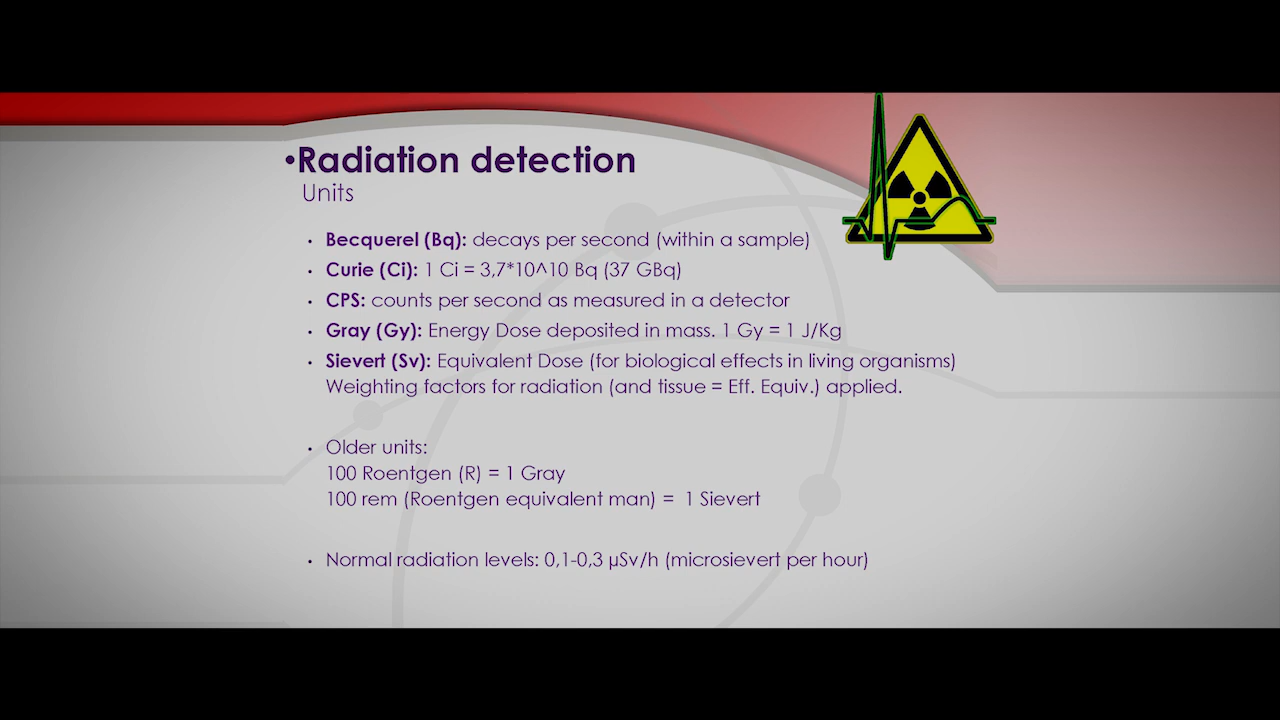 •Radiation detection
Units
• Becquerel (Bq): decays per second (within a sample)
• Curie (Ci): 1 Ci = 3,7*10^10 Bq (37 GBq)
• CPS: counts per second as measured in a detector
• Gray (Gy): Energy Dose deposited in mass. 1 Gy = 1 J/Kg
• Sievert (Sv): Equivalent Dose (for biological effects in living organisms)
Weighting factors for radiation (and tissue = Eff. Equiv.) applied.
• Older units:
100 Roentgen (R) = 1 Gray
100 rem (Roentgen equivalent man) = 1 Sievert
• Normal radiation levels: 0,1-0,3 µSv/h (microsievert per hour)